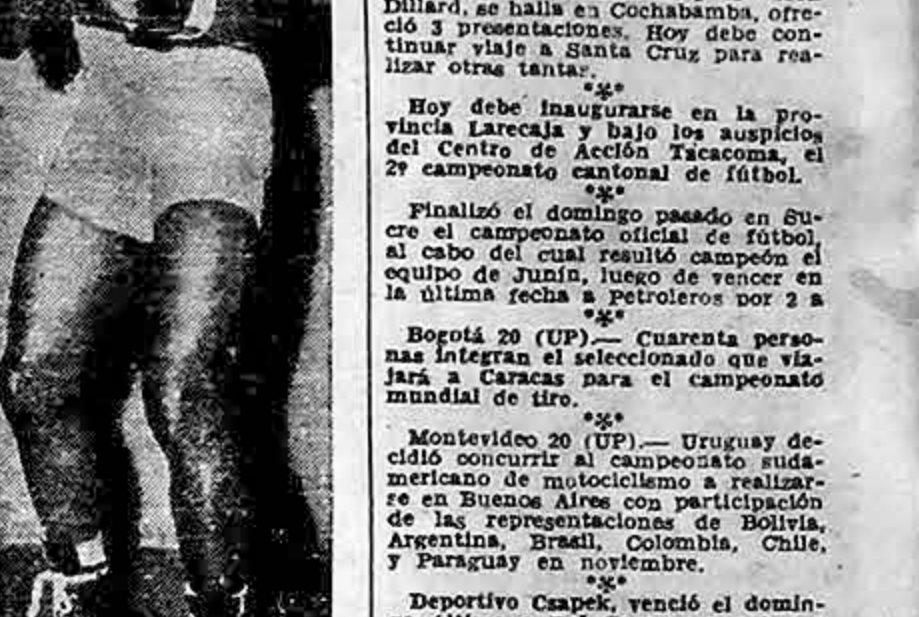 Dillard, se halla en Cochabamba, ofre-
ció 3 presentaciones. Hoy debe con-
tinuar viaje a Santa Cruz para rea-
lizar otras tantas.
Hoy debe inaugurarse en la pro-
vincia Larecaja y bajo los auspicios
del Centro de Acción Tacacoma, el
2º campeonato cantonal de fútbol.
Finalizó el domingo pasado en Su-
cre el campeonato oficial de fútbol,
al cabo del cual resultó campeón el
equipo de Junín, luego de vencer en
la última fecha a Petroleros por 2 a
Bogotá 20 (UP).— Cuarenta perso-
nas integran el seleccionado que via-
jará a Caracas para el campeonato
mundial de tiro.
Montevideo 20 (UP).— Uruguay de-
cidió concurrir al campeonato suda-
mericano de motociclismo a realizar-
se en Buenos Aires con participación
de las representaciones de Bolivia,
Argentina, Brasil, Colombia, Chile,
y Paraguay en noviembre.
Deportivo Csapek, venció el domin-